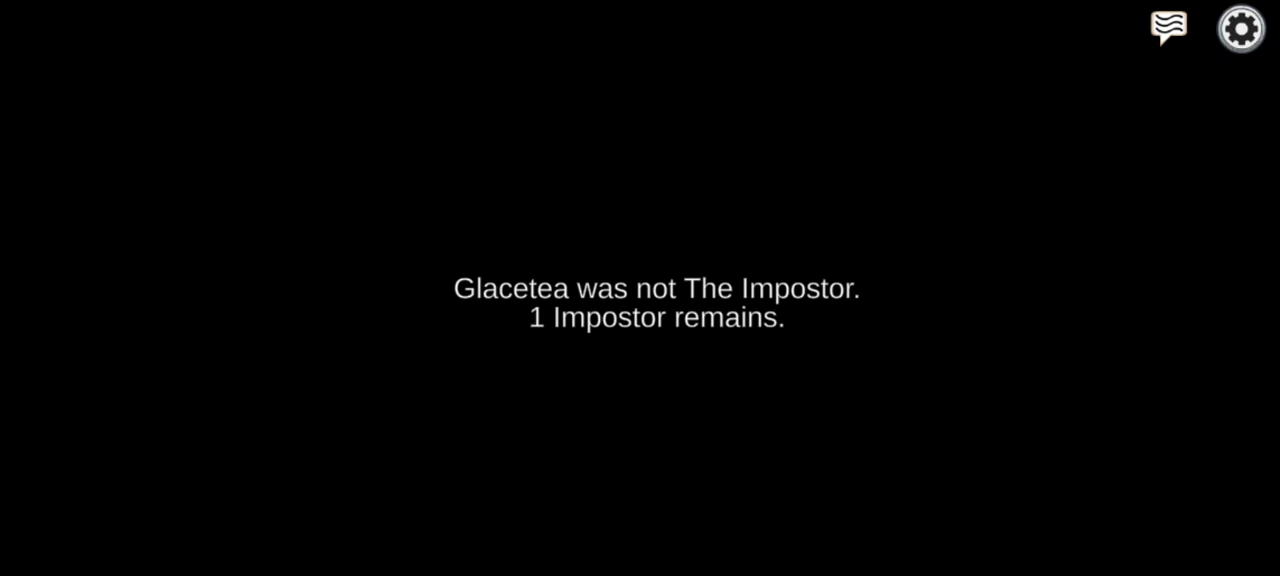 Glacetea was not The Impostor.
1 Impostor remains.